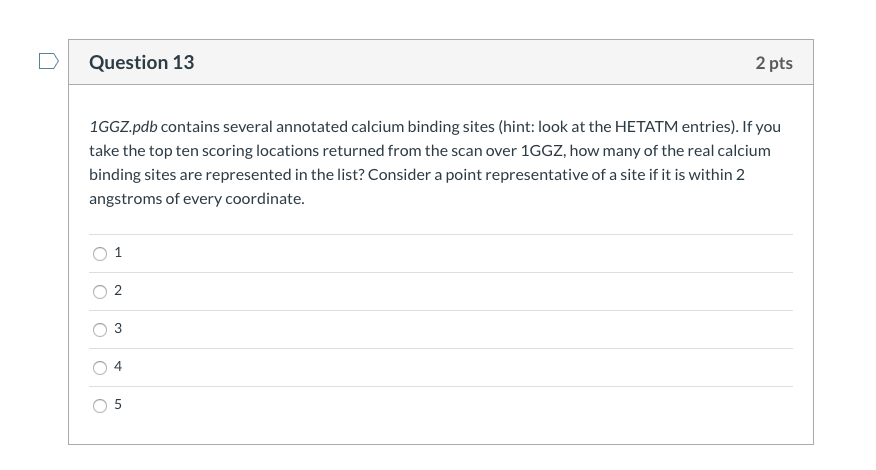 Question 13
2 pts
1GGZ.pdb contains several annotated calcium binding sites (hint: look at the HETATM entries). If you
take the top ten scoring locations returned from the scan over 1GGZ, how many of the real calcium
binding sites are represented in the list? Consider a point representative of a site if it is within 2
angstroms of every coordinate.
1
2
3
4
5